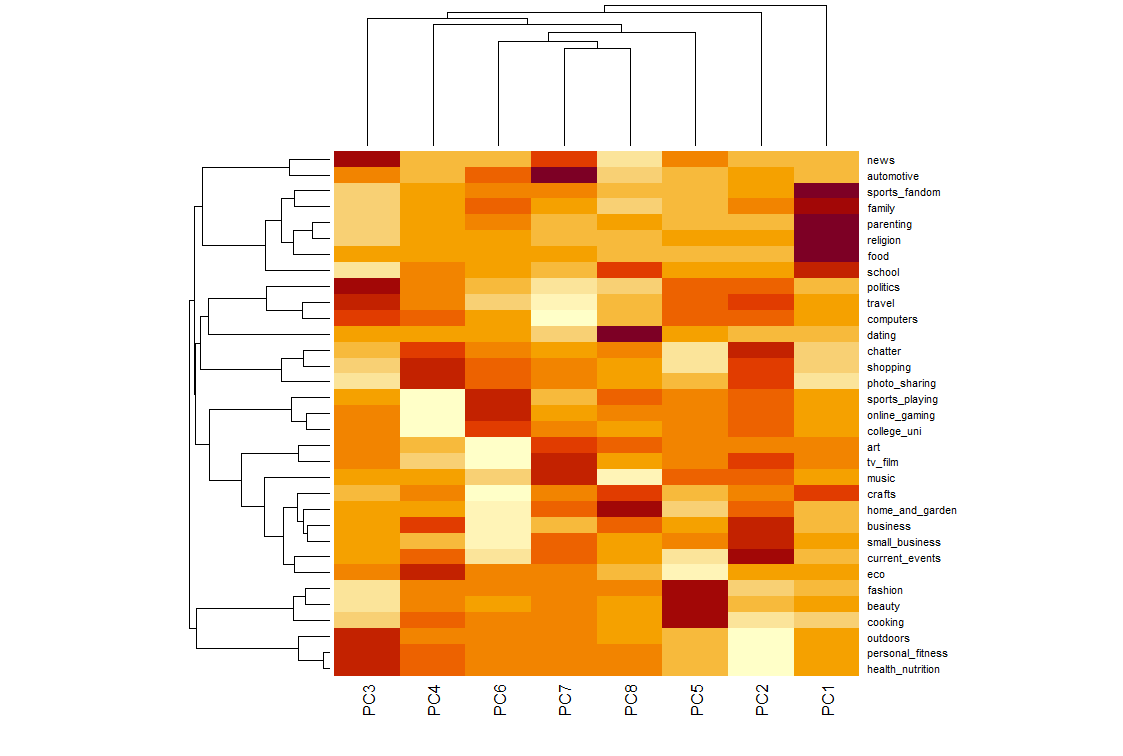 news
automotive
sports_fandom
family
parenting
religion
food
school
politics
travel
computers
dating
chatter
shopping
photo_sharing
sports_playing
online_gaming
college_uni
art
tv_film
music
crafts
home_and_garden
business
small_business
current_events
eco
fashion
beauty
cooking
outdoors
personal_fitness
health_nutrition
PC3 PC4 PC6 PC7 PC8 PC5 PC2 PC1